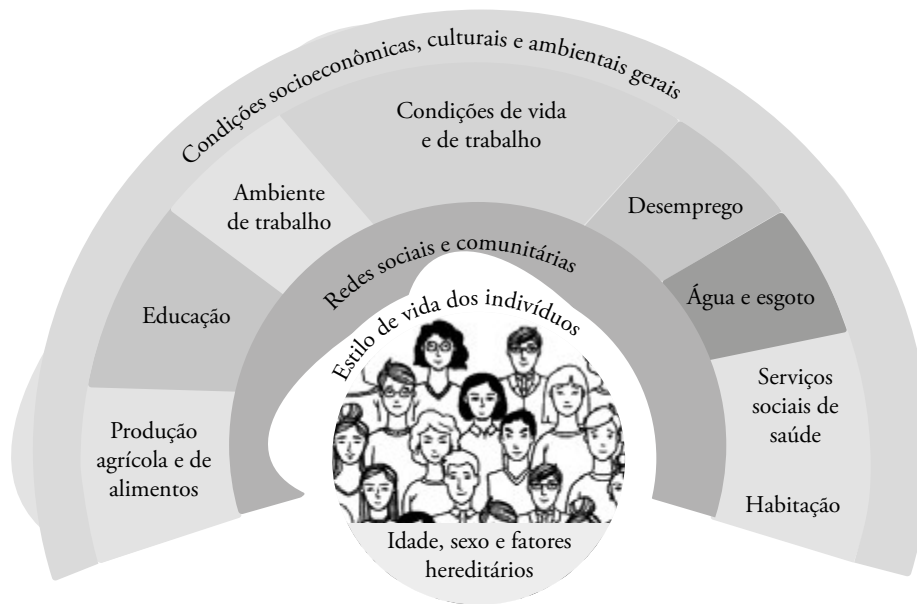 Condições socioeconômicas, culturais e ambientais gerais
Condições de vida
e de trabalho
Ambiente
de trabalho
Desemprego
Redes sociais e comunitárias
Água e esgoto
Educação
Estilo de vida dos indivíduos
Serviços
sociais de
saúde
Produção
agrícola e de
alimentos
Habitação
Idade, sexo e fatores
hereditários